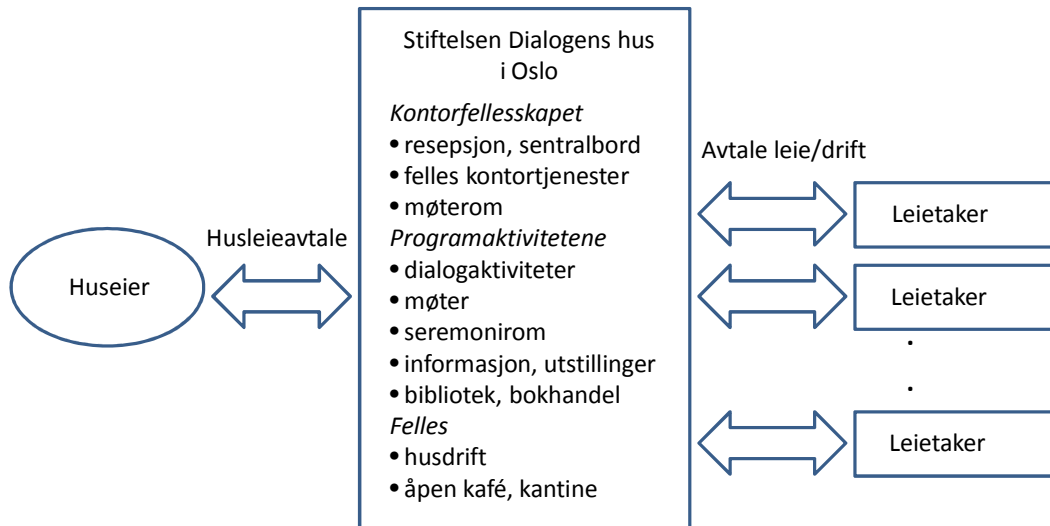 Huseier
Husleieavtale
Stiftelsen Dialogens hus
i Oslo
Kontorfellesskapet
• resepsjon, sentralbord
• felles kontortjenester
• møterom
Programaktivitetene
• dialogaktiviteter
• møter
• seremonirom
• informasjon, utstillinger
• bibliotek, bokhandel
Felles
• husdrift
• åpen kafé, kantine
Avtale leie/drift
Leietaker
Leietaker
.
.
Leietaker